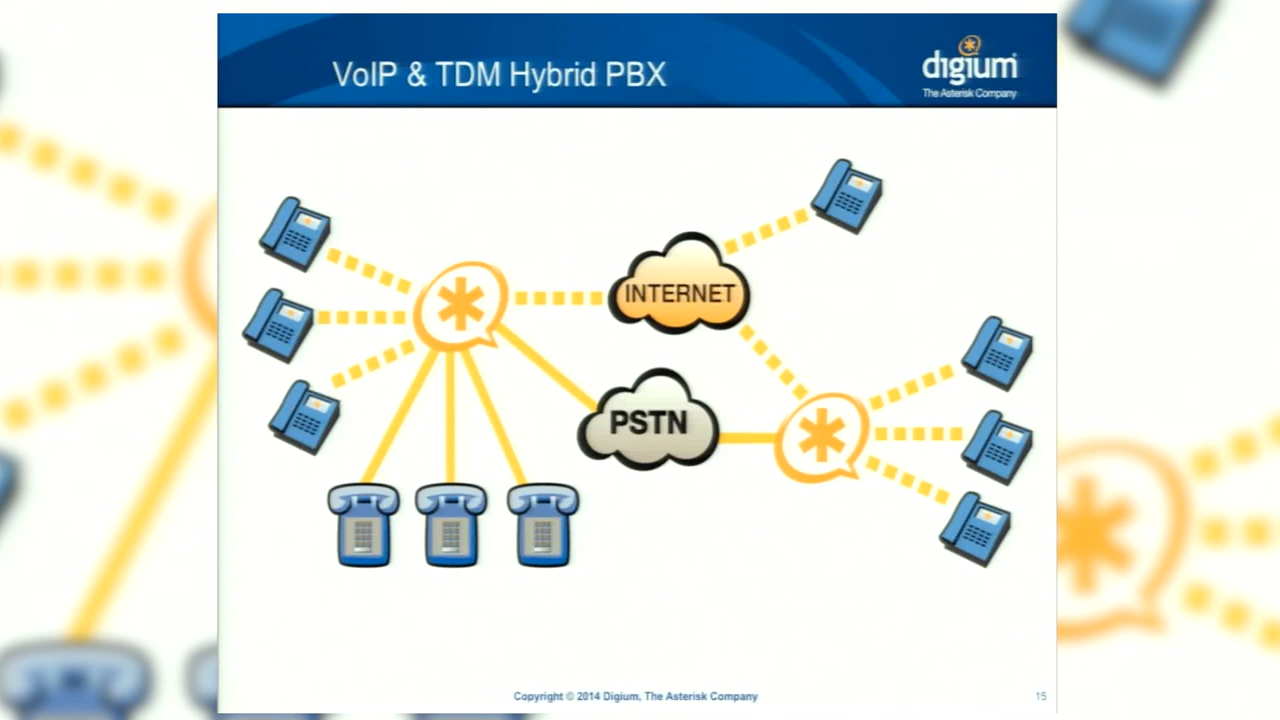 VoIP & TDM Hybrid PBX
digium
The Asterisk Company
INTERNET
PSTN
Copyright © 2014 Digium, The Asterisk Company
15